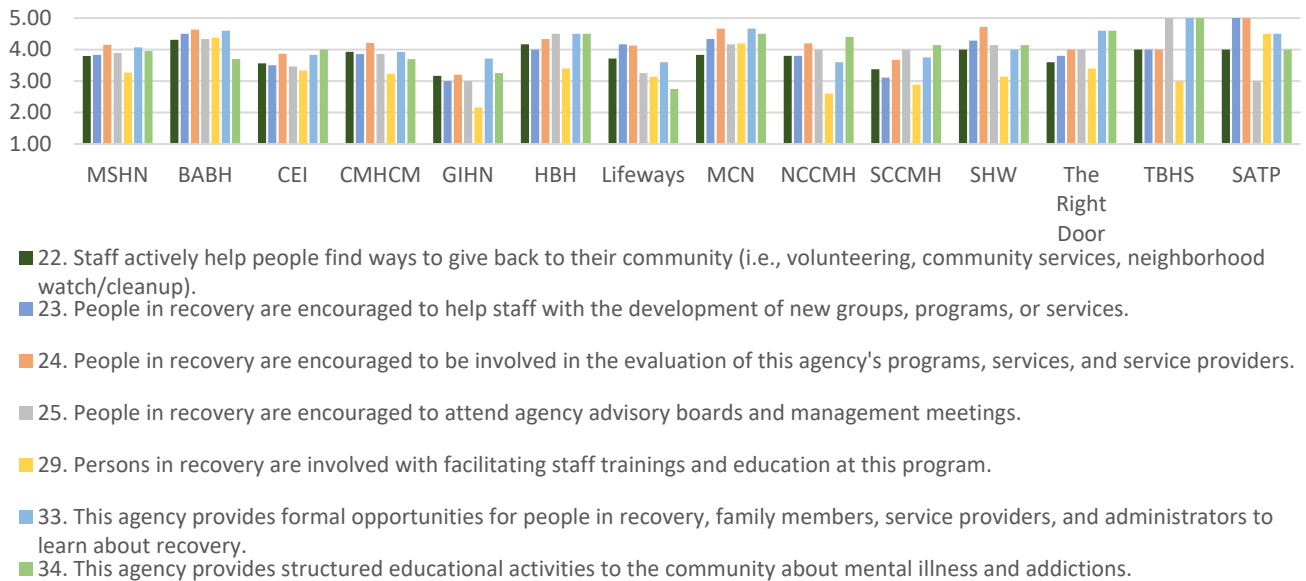 5.00
4.00
3.00
2.00
1.00
MSHN BABH CEI CMHCM GIHN HBH Lifeways MCN NCCMH SCCMH SHW The Right Door TBHS SATP
22. Staff actively help people find ways to give back to their community (i.e., volunteering, community services, neighborhood
watch/cleanup).
23. People in recovery are encouraged to help staff with the development of new groups, programs, or services.
24. People in recovery are encouraged to be involved in the evaluation of this agency's programs, services, and service providers.
25. People in recovery are encouraged to attend agency advisory boards and management meetings.
29. Persons in recovery are involved with facilitating staff trainings and education at this program.
33. This agency provides formal opportunities for people in recovery, family members, service providers, and administrators to
learn about recovery.
34. This agency provides structured educational activities to the community about mental illness and addictions.